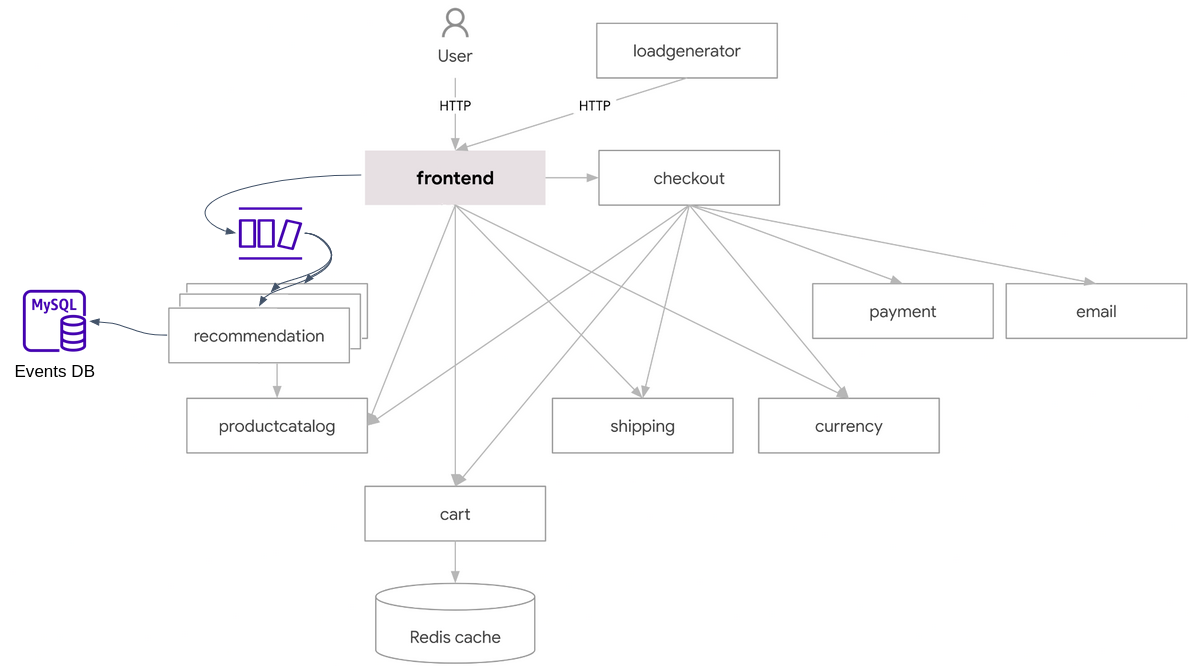 User
loadgenerator
HTTP
HTTP
frontend
checkout
MySQL
Events DB
recommendation
payment
email
productcatalog
shipping
currency
cart
Redis cache